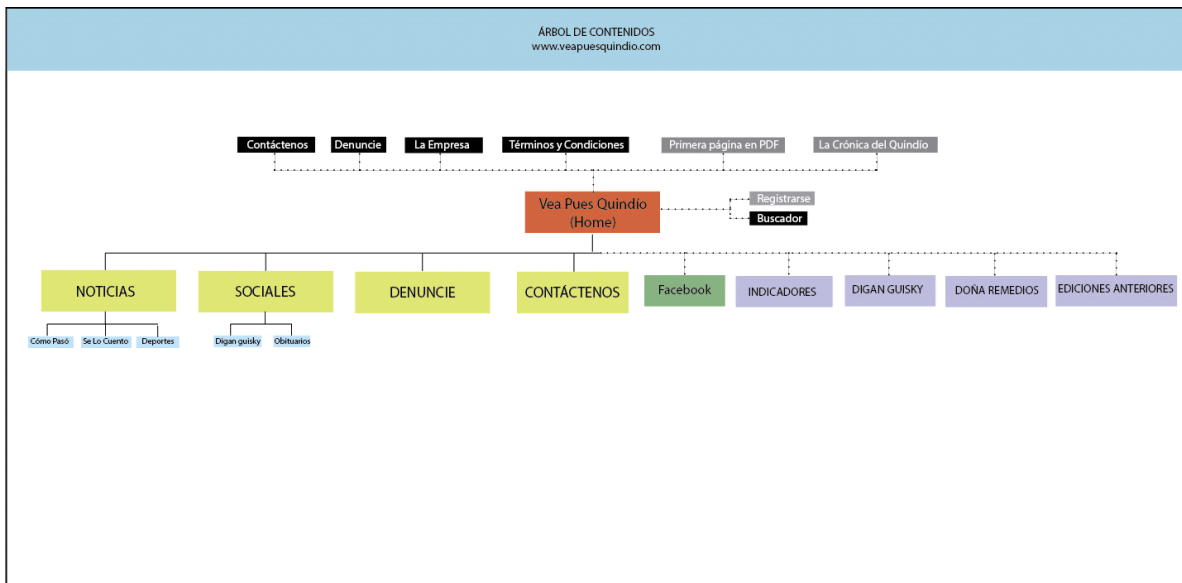 ÁRBOL DE CONTENIDOS
www.veapuesquindio.com
Contáctenos
Denuncie
La Empresa
Términos y Condiciones
Primera página en PDF
La Crónica del Quindío
Vea Pues Quindío
(Home)
Registrarse
Buscador
NOTICIAS
SOCIALES
DENUNCIE
CONTÁCTENOS
Facebook
INDICADORES
DIGAN GUISKY
DOÑA REMEDIOS
EDICIONES ANTERIORES
Cómo Pasó
Se Lo Cuento
Deportes
Digan guisky
Obituarios